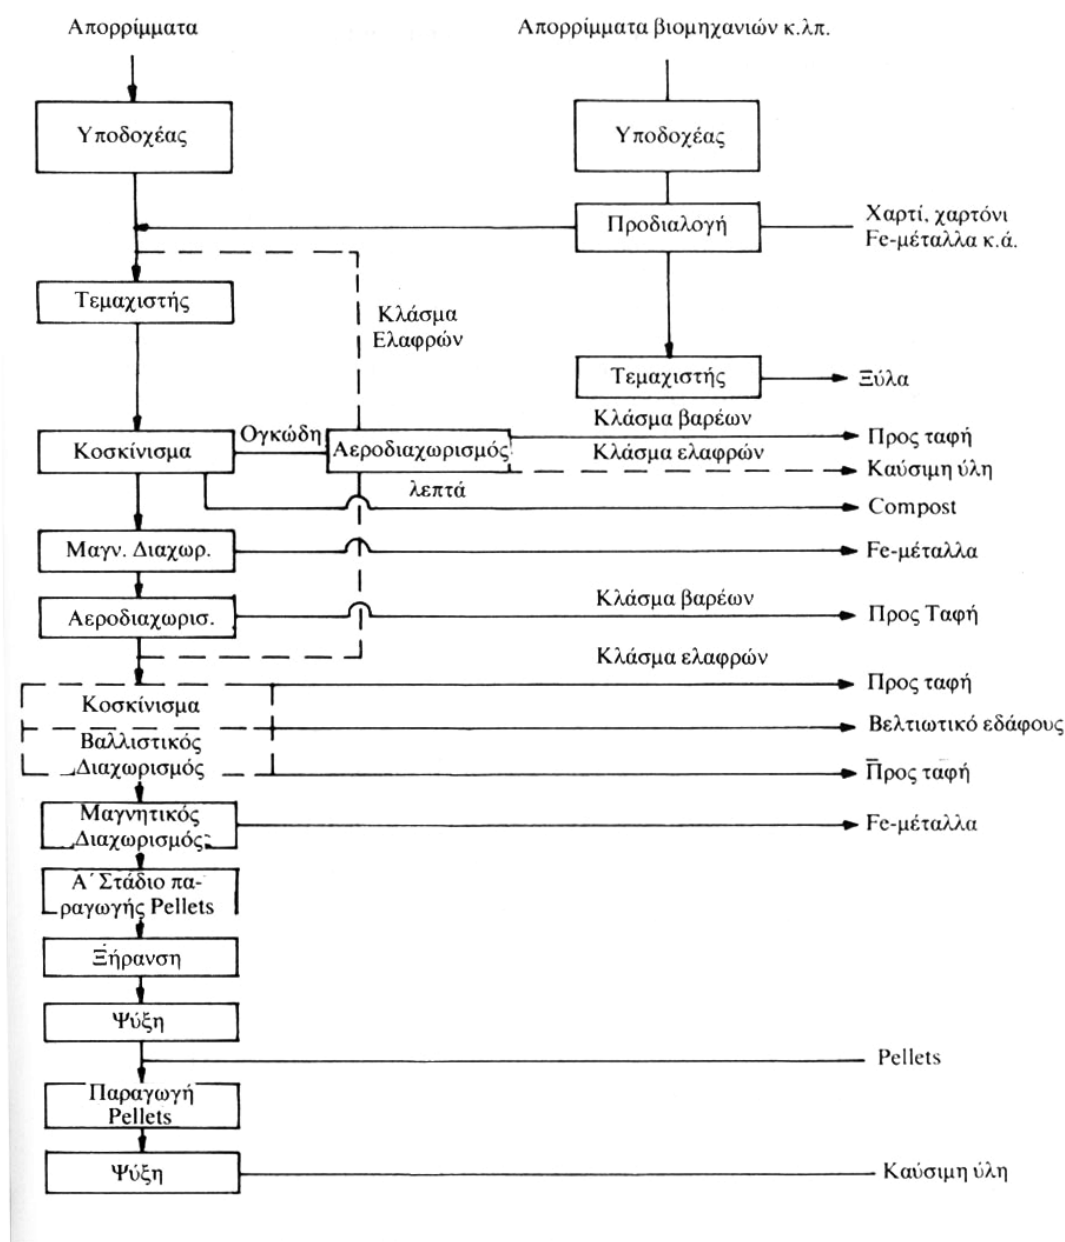 Απορρίμματα
Απορρίμματα βιομηχανιών κ.λπ.
Υποδοχέας
Υποδοχέας
Προδιαλογή
Χαρτί, χαρτόνι
Fe-μέταλλα κ.ά.
Τεμαχιστής
Κλάσμα
Ελαφρών
Τεμαχιστής
Ξύλα
Κοσκίνισμα
Ογκώδη
Αεροδιαχωρισμός
Κλάσμα βαρέων
Προς ταφή
Κλάσμα ελαφρών
Καύσιμη ύλη
λεπτά
Compost
Μαγν. Διαχωρ.
Fe-μέταλλα
Αεροδιαχωρισ.
Κλάσμα βαρέων
Προς Ταφή
Κλάσμα ελαφρών
Κοσκίνισμα
Προς ταφή
Βελτιωτικό εδάφους
Βαλλιστικός
Διαχωρισμός
Προς ταφή
Μαγνητικός
Διαχωρισμός
Fe-μέταλλα
Α΄ Στάδιο πα-
ραγωγής Pellets
Ξήρανση
Ψύξη
Pellets
Παραγωγή
Pellets
Ψύξη
Καύσιμη ύλη